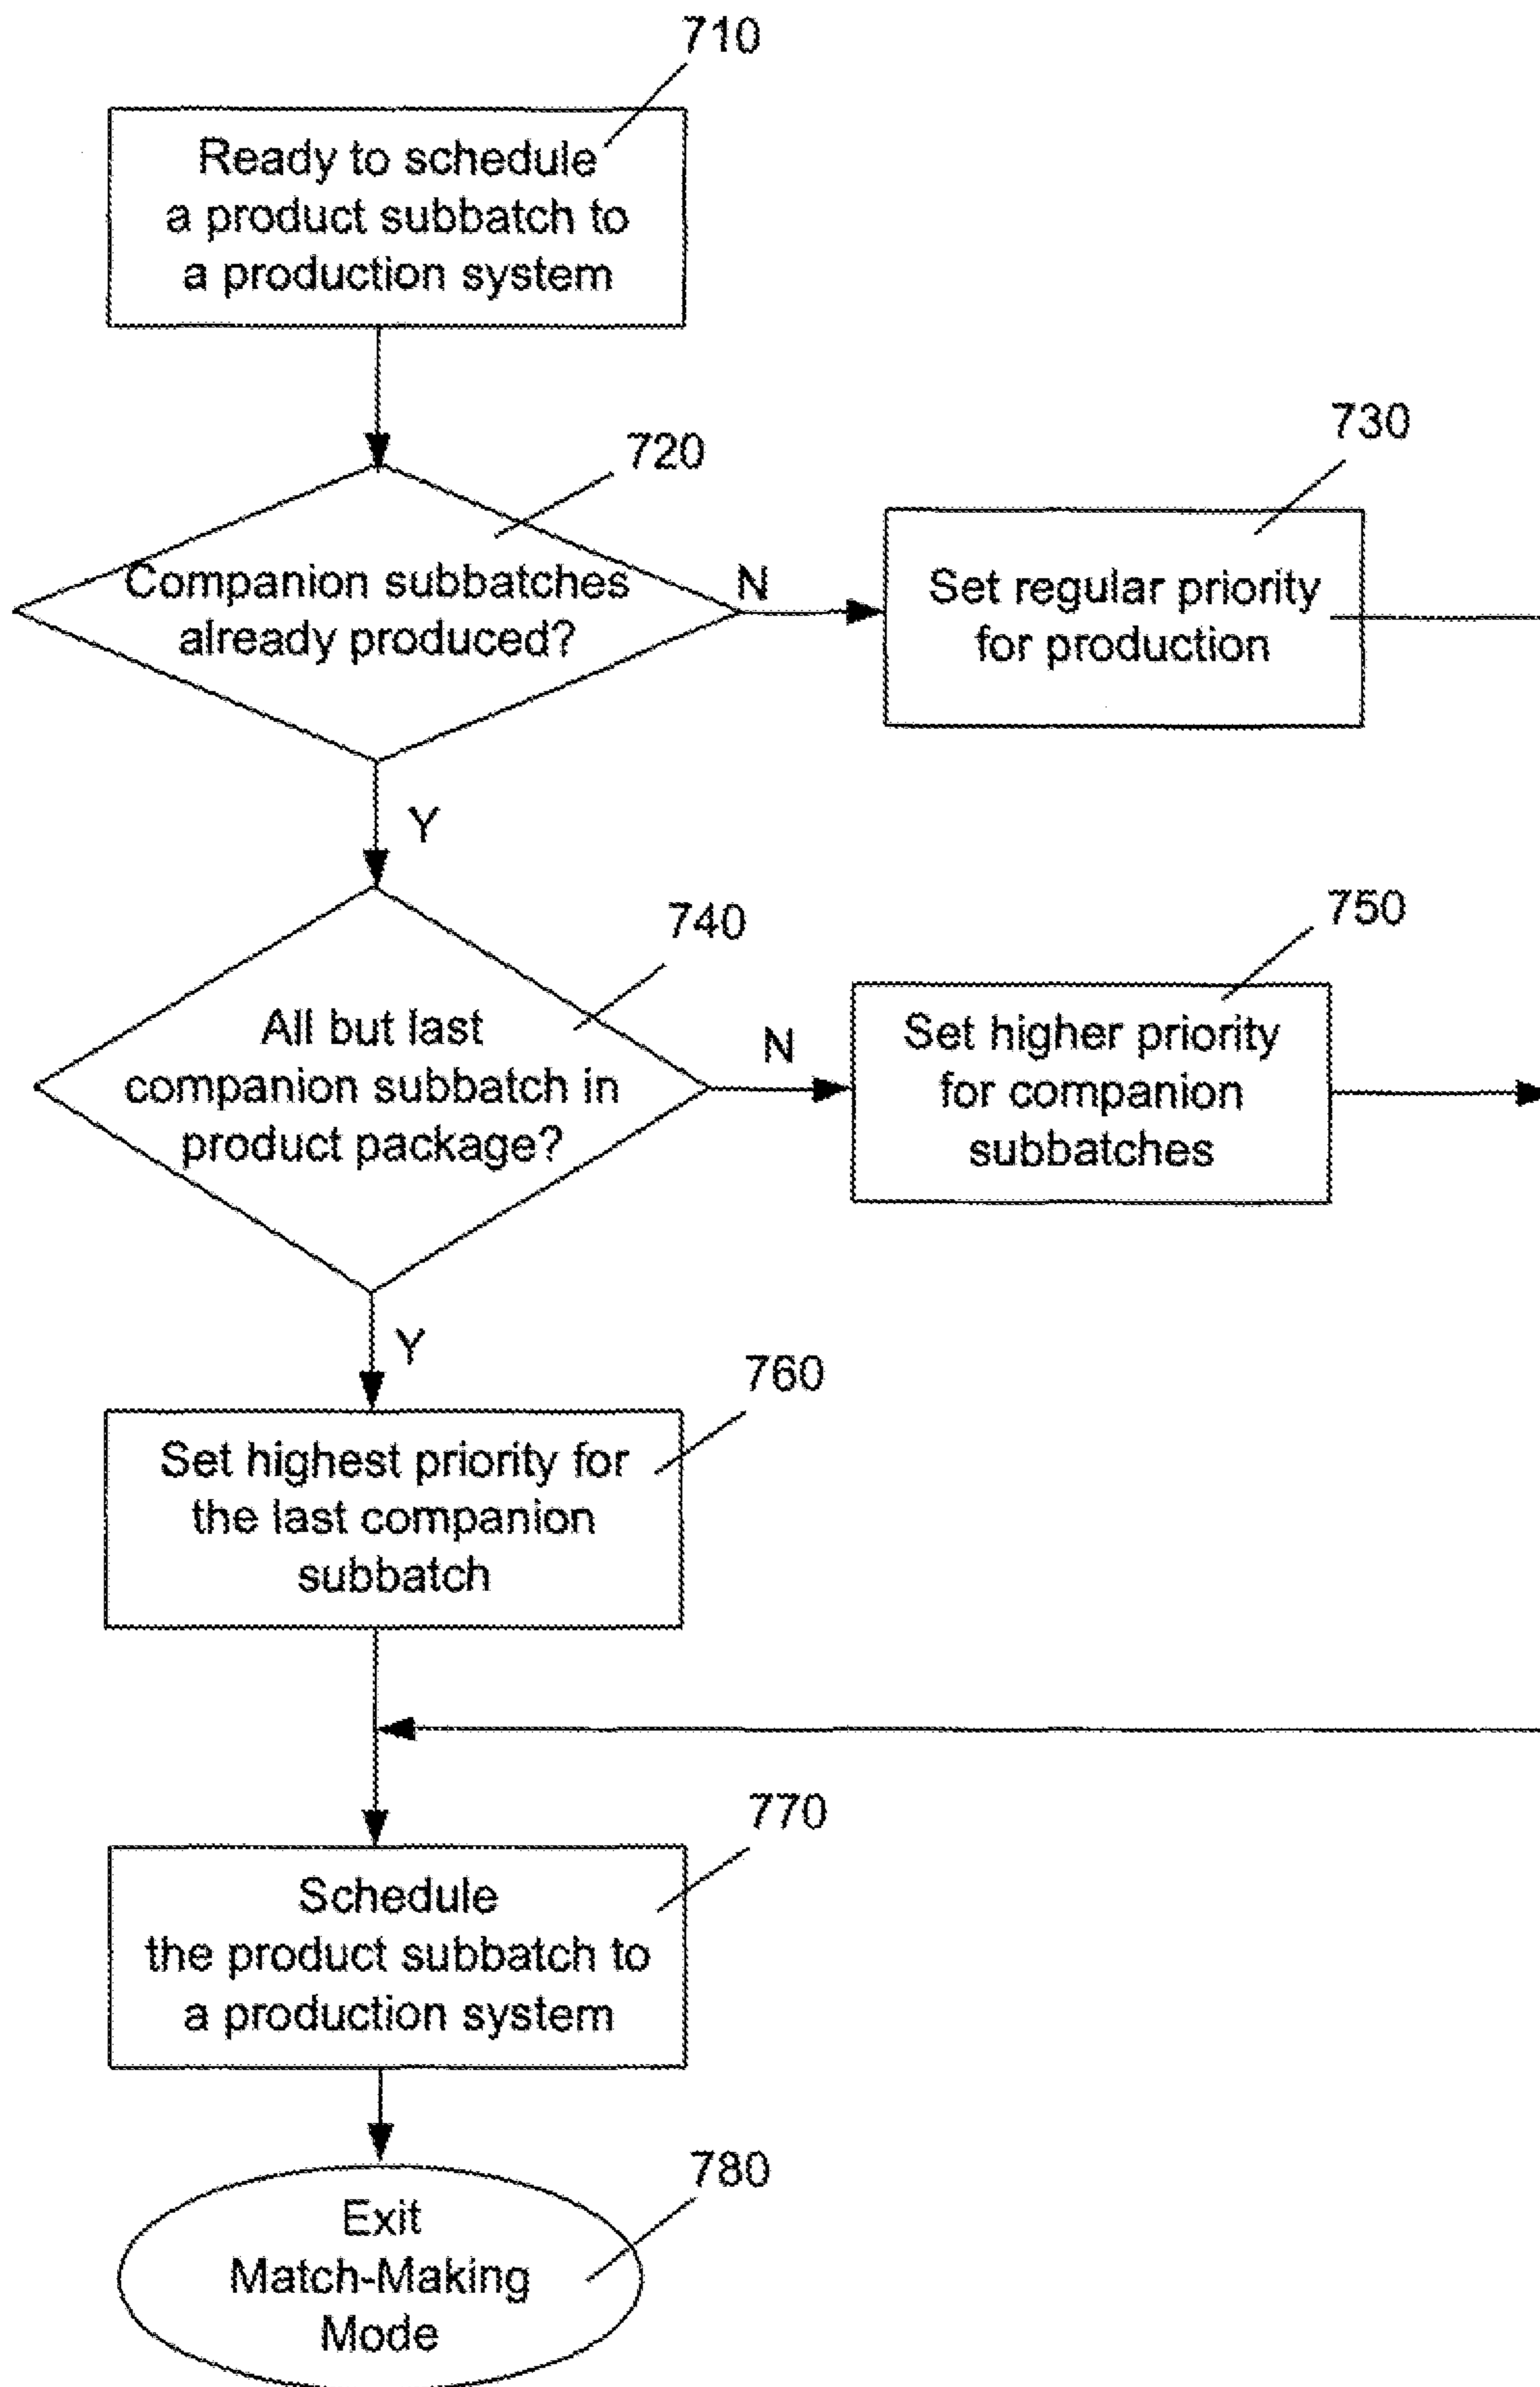 710
Ready to schedule
a product subbatch to
a production system
720
Companion subbatches
already produced?
N
730
Set regular priority
for production
Y
740
All but last
companion subbatch in
product package?
N
750
Set higher priority
for companion
subbatches
Y
760
Set highest priority for
the last companion
subbatch
770
Schedule
the product subbatch to
a production system
780
Exit
Match-Making
Mode